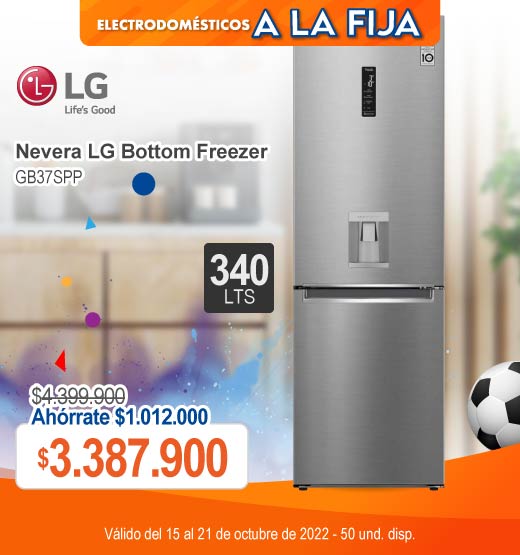 ELECTRODOMÉSTICOS A LA FIJA
LG
Life's Good
Nevera LG Bottom Freezer
GB37SPP
340
LTS
$4.399.900
Ahórrate $1.012.000
$3.387.900
Válido del 15 al 21 de octubre de 2022 - 50 und. disp.